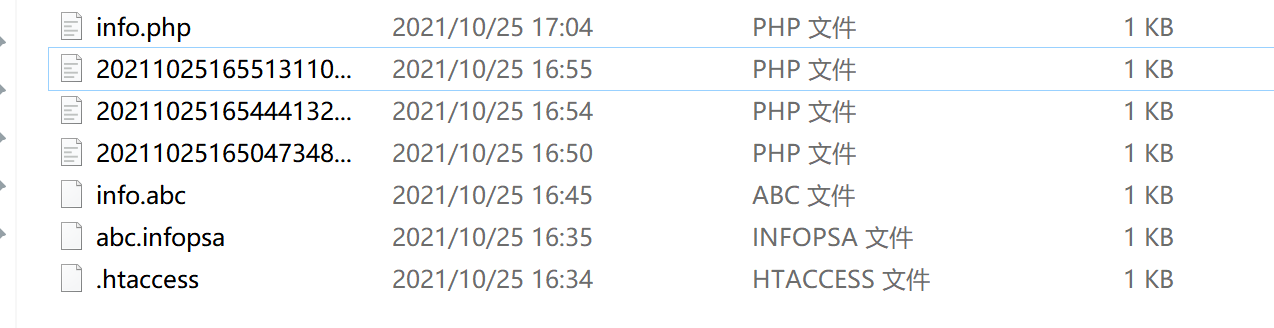 info.php 2021/10/25 17:04 PHP 文件 1 KB
20211025165513110... 2021/10/25 16:55 PHP 文件 1 KB
20211025165444132... 2021/10/25 16:54 PHP 文件 1 KB
20211025165047348... 2021/10/25 16:50 PHP 文件 1 KB
info.abc 2021/10/25 16:45 ABC 文件 1 KB
abc.infopsa 2021/10/25 16:35 INFOPSA 文件 1 KB
.htaccess 2021/10/25 16:34 HTACCESS 文件 1 KB